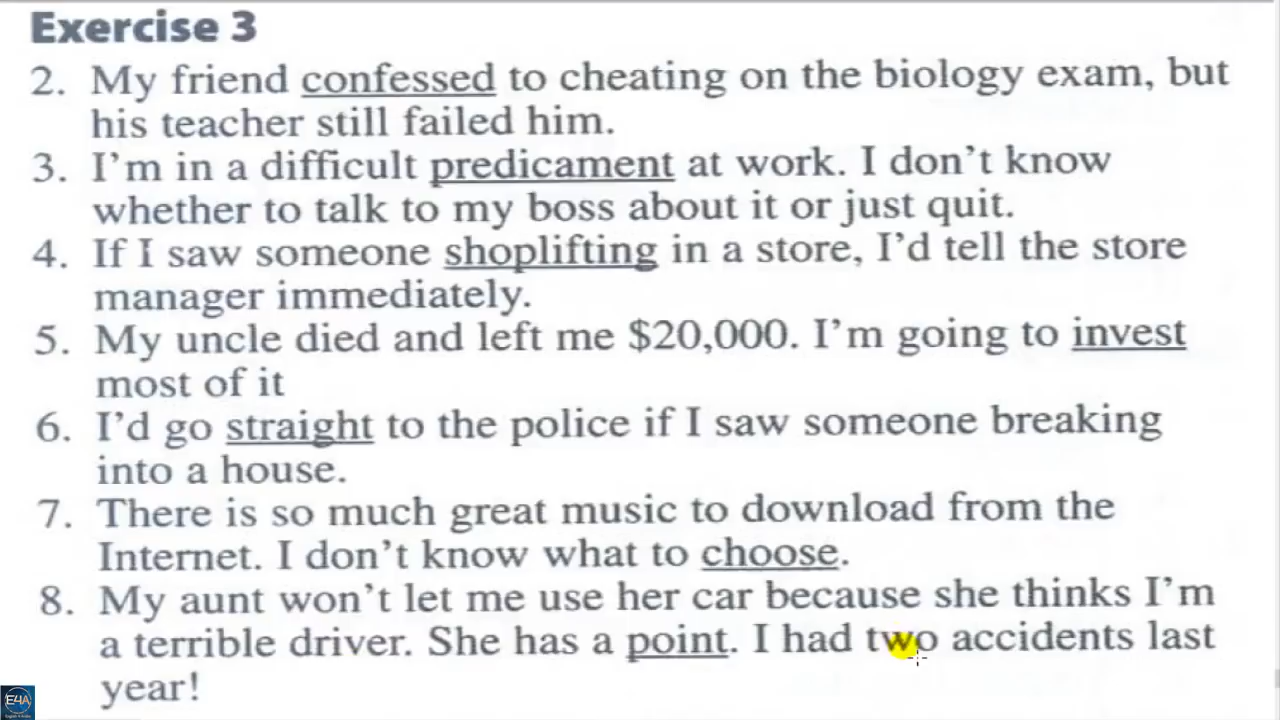 Exercise 3
2. My friend confessed to cheating on the biology exam, but
his teacher still failed him.
3. I'm in a difficult predicament at work. I don't know
whether to talk to my boss about it or just quit.
4. If I saw someone shoplifting in a store, I'd tell the store
manager immediately.
5. My uncle died and left me $20,000. I'm going to invest
most of it
6. I'd go straight to the police if I saw someone breaking
into a house.
7. There is so much great music to download from the
Internet. I don't know what to choose.
8. My aunt won't let me use her car because she thinks I'm
a terrible driver. She has a point. I had two accidents last
year!
E4A